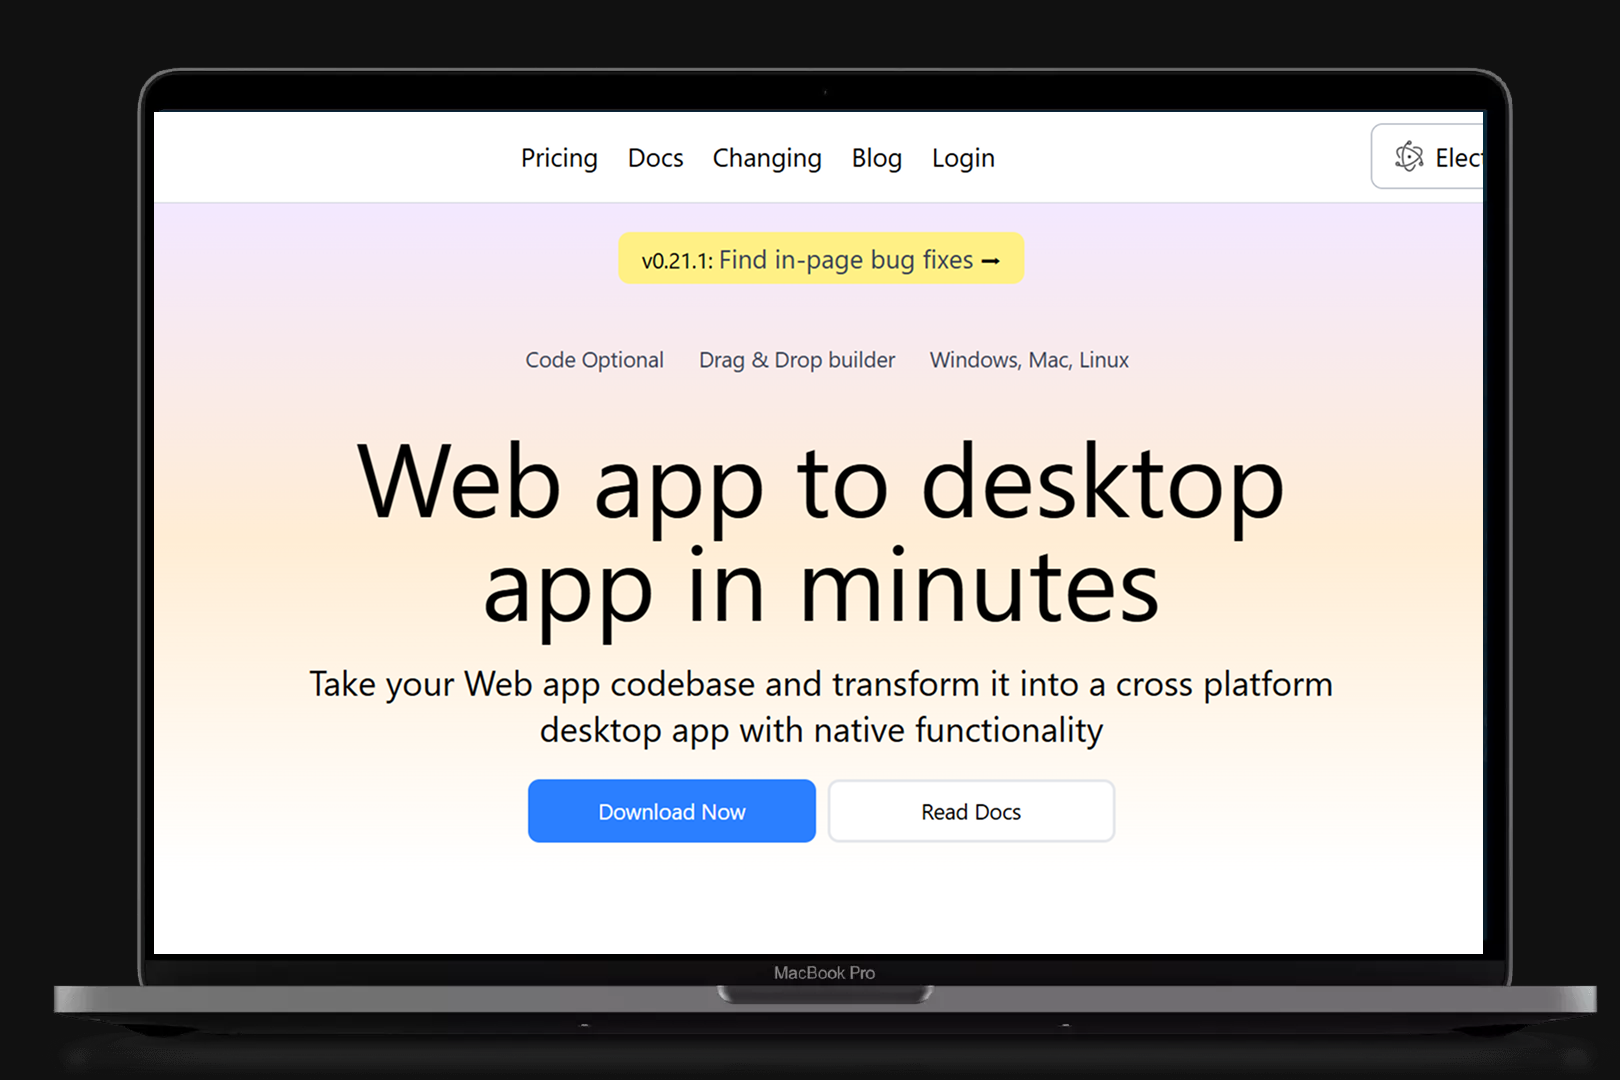 Pricing Docs Changing Blog Login Elect
v0.21.1: Find in-page bug fixes ➞
Code Optional Drag & Drop builder Windows, Mac, Linux
Web app to desktop
app in minutes
Take your Web app codebase and transform it into a cross platform
desktop app with native functionality
Download Now Read Docs
MacBook Pro